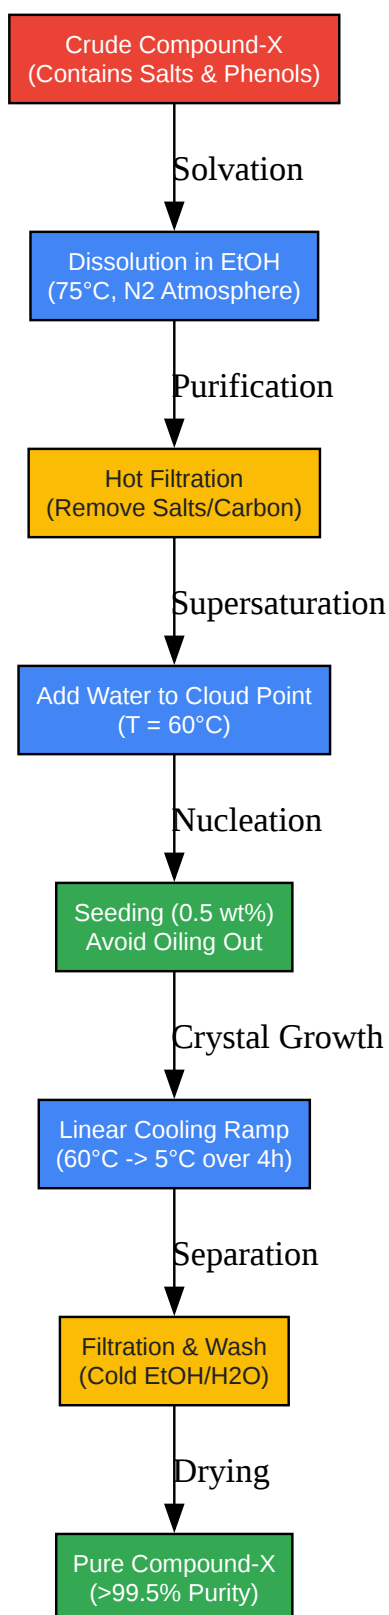 Crude Compound-X
(Contains Salts & Phenols)
Solvation
Dissolution in EtOH
(75°C, N2 Atmosphere)
Purification
Hot Filtration
(Remove Salts/Carbon)
Supersaturation
Add Water to Cloud Point
(T = 60°C)
Nucleation
Seeding (0.5 wt%)
Avoid Oiling Out
Crystal Growth
Linear Cooling Ramp
(60°C -> 5°C over 4h)
Separation
Filtration & Wash
(Cold EtOH/H2O)
Drying
Pure Compound-X
(>99.5% Purity)